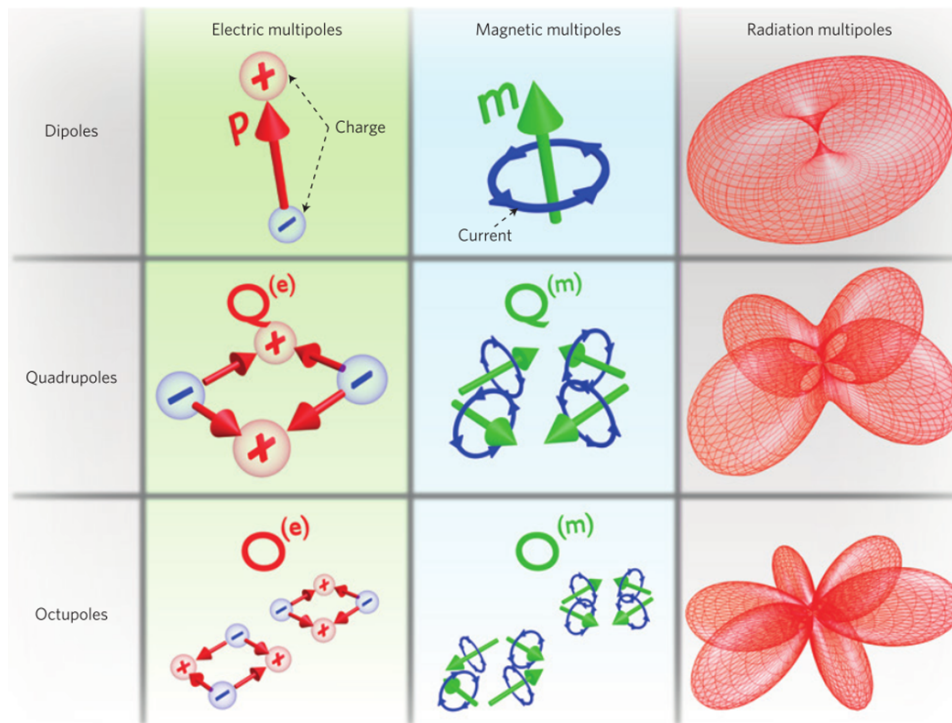 Electric multipoles
Magnetic multipoles
Radiation multipoles
Dipoles
+
p
Charge
−
m
Current
Quadrupoles
Q(e)
+
−
−
+
Q(m)
Octupoles
O(e)
+
−
−
+
−
+
+
−
O(m)